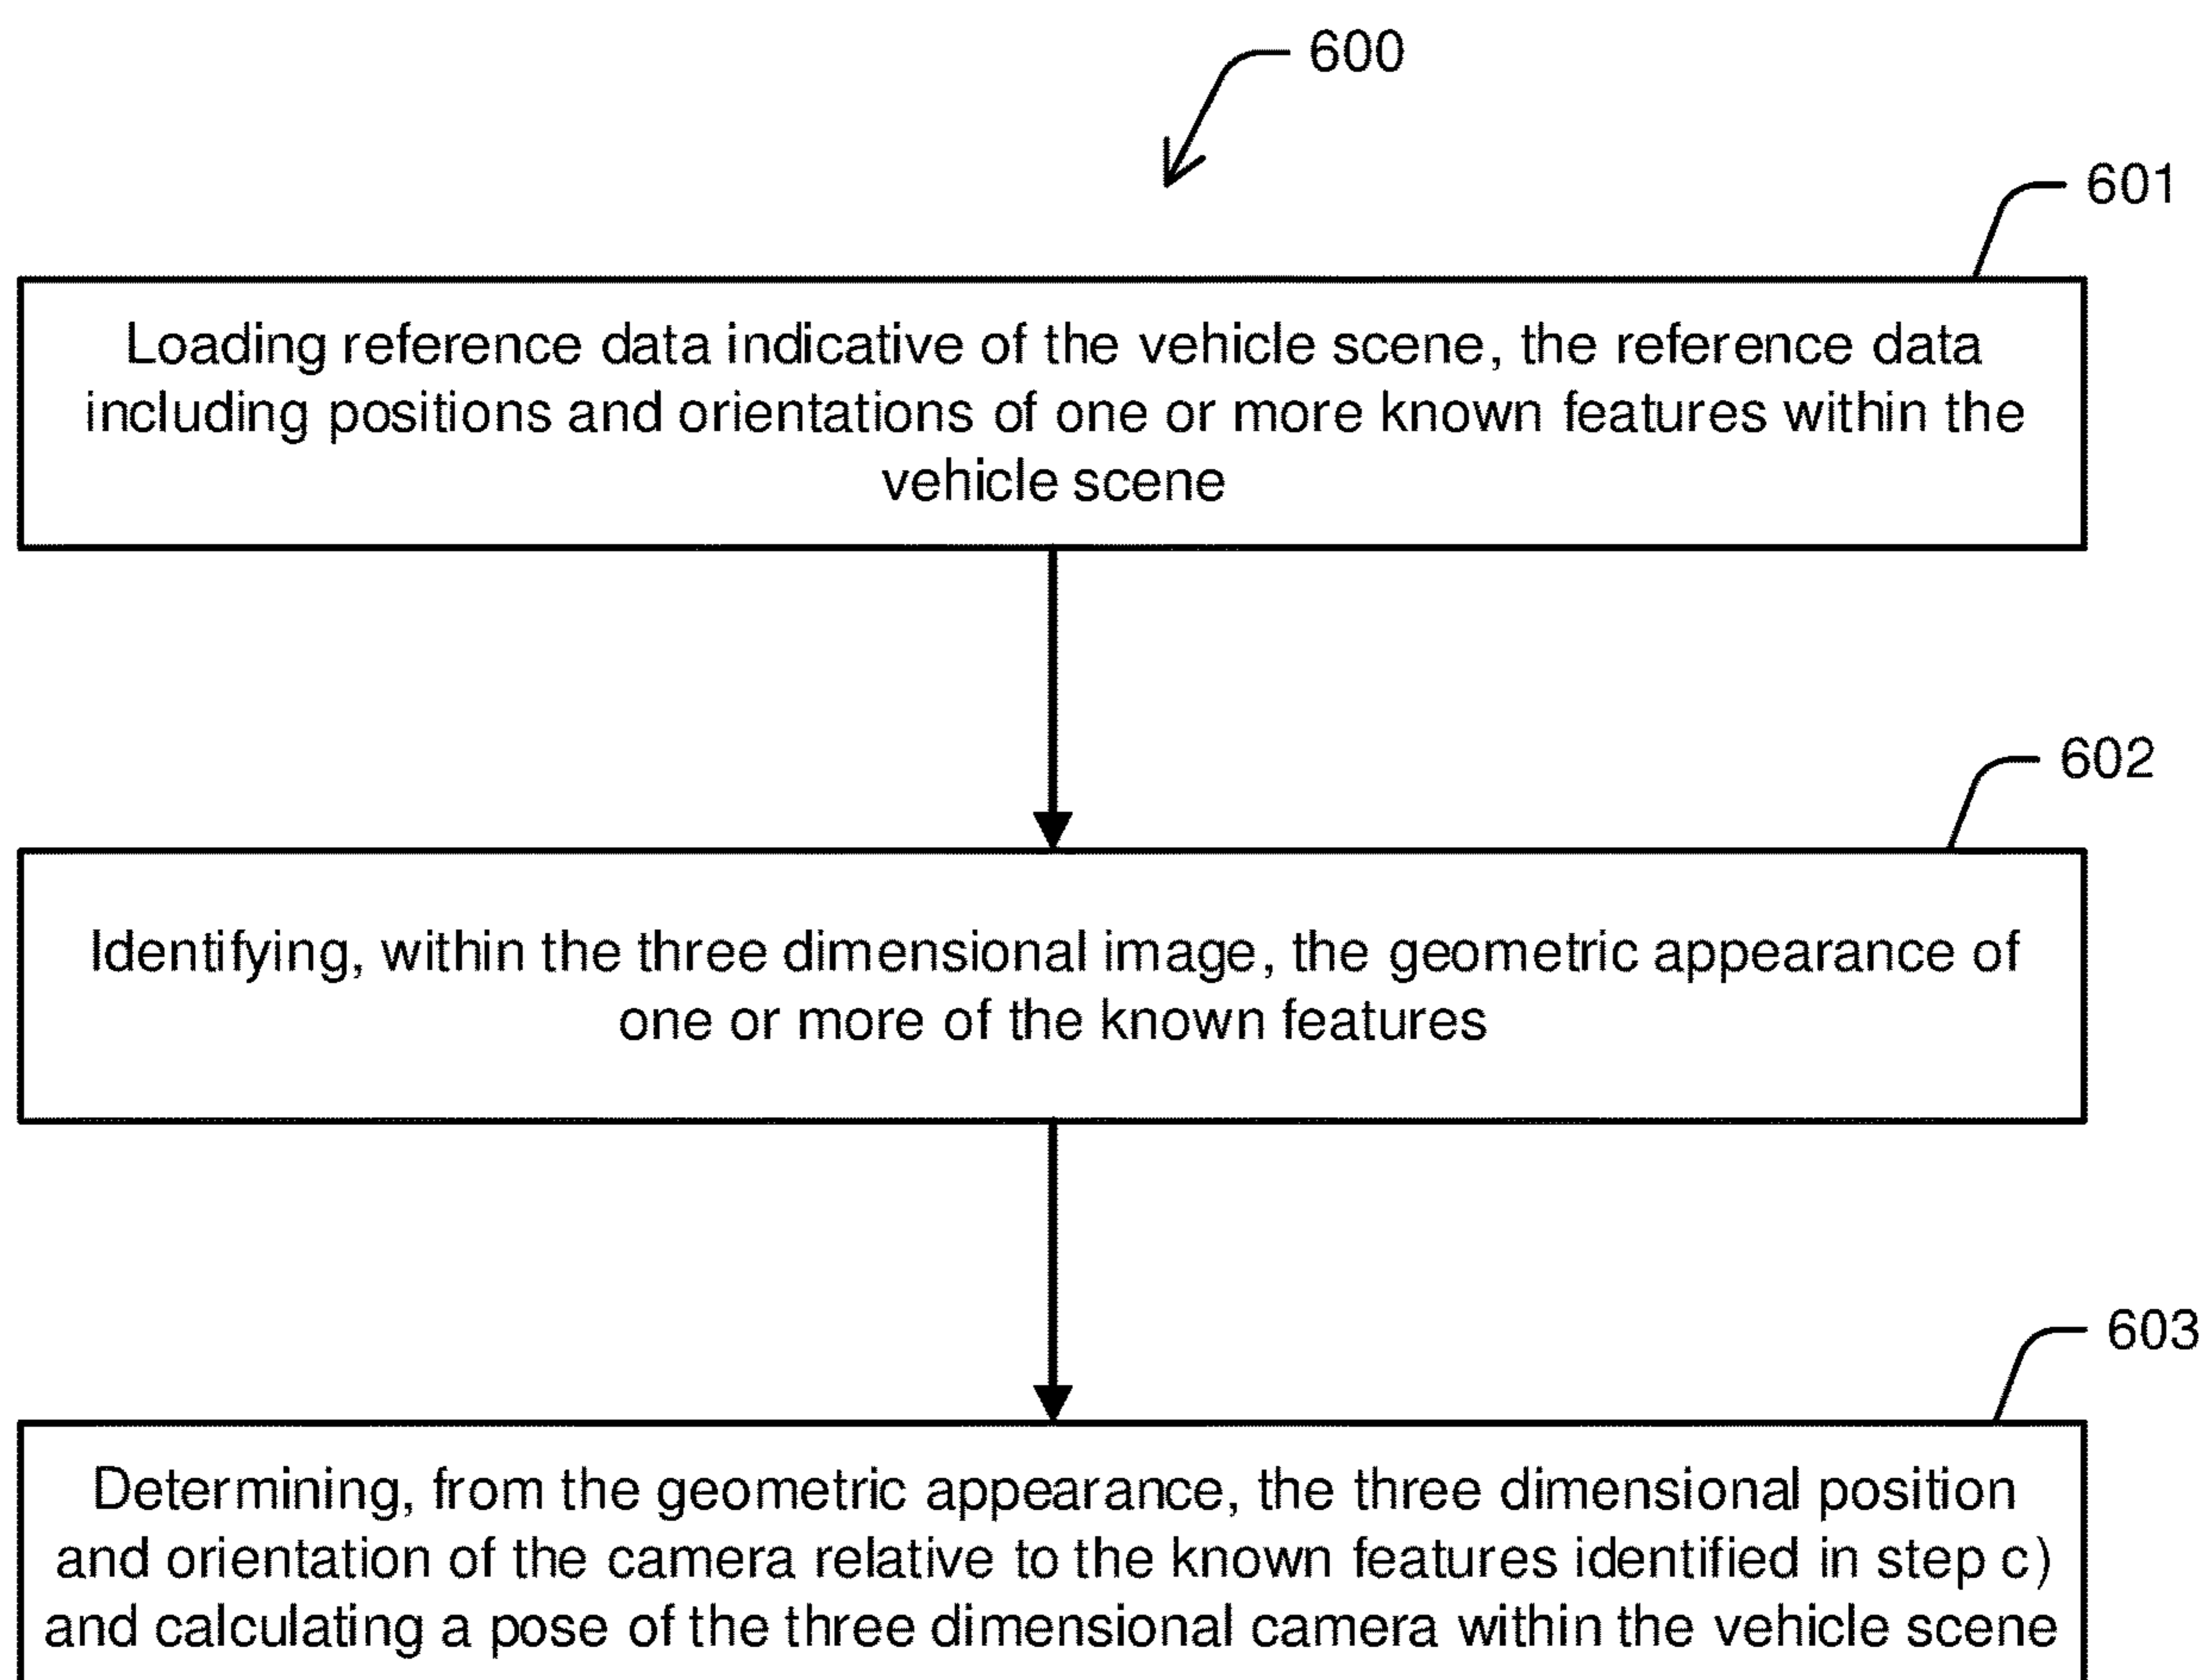 600
601
Loading reference data indicative of the vehicle scene, the reference data
including positions and orientations of one or more known features within the
vehicle scene
602
Identifying, within the three dimensional image, the geometric appearance of
one or more of the known features
603
Determining, from the geometric appearance, the three dimensional position
and orientation of the camera relative to the known features identified in step c)
and calculating a pose of the three dimensional camera within the vehicle scene